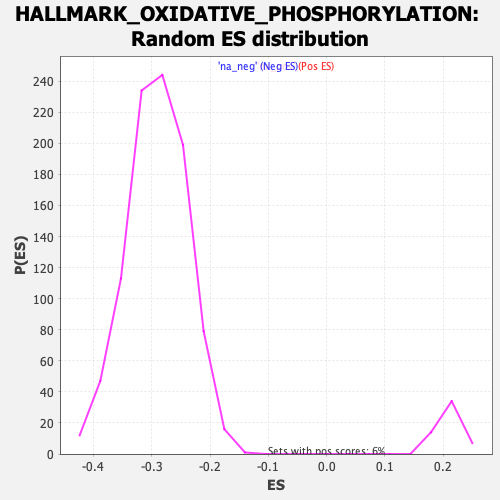 HALLMARK_OXIDATIVE_PHOSPHORYLATION:
Random ES distribution
'na_neg' (Neg ES)(Pos ES)
240
220
200
180
160
140
120
100
80
60
40
20
0
P(ES)
Sets with pos scores: 6%
-0.4 -0.3 -0.2 -0.1 0.0 0.1 0.2
ES